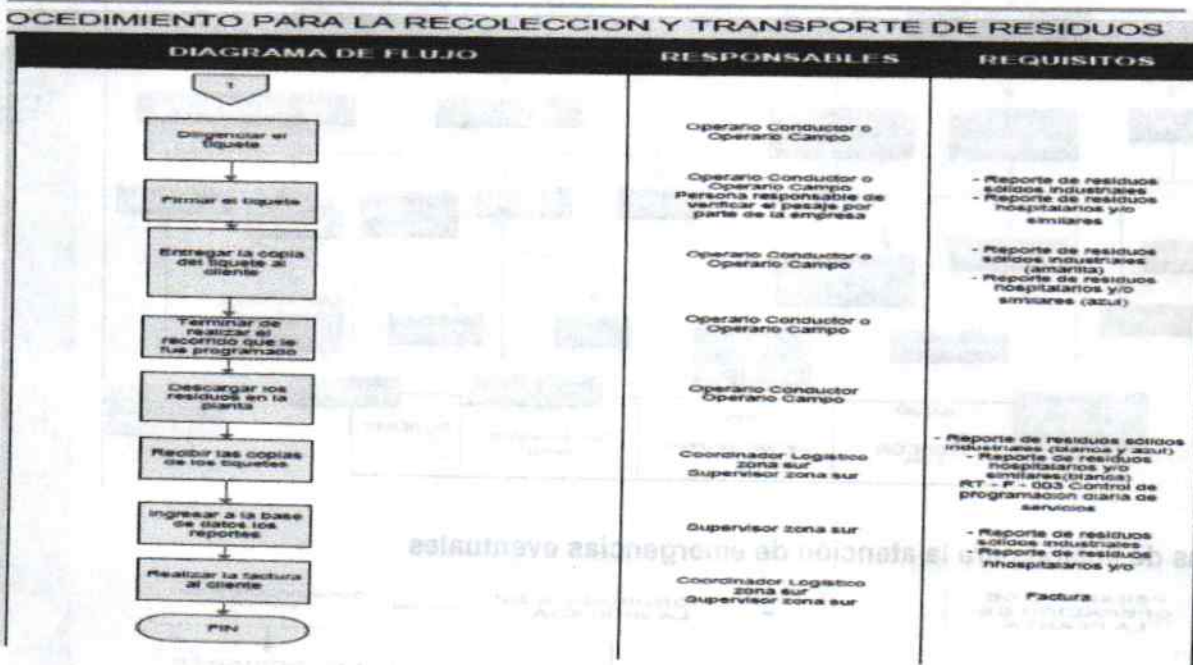 OCEDIMIENTO PARA LA RECOLECCION Y TRANSPORTE DE RESIDUOS
DIAGRAMA DE FLUJO
RESPONSABLES
REQUISITOS
1
Diligenciar el
tiquete
Operario Conductor o
Operario Campo
Firmar el tiquete
Operario Conductor o
Operario Campo
Persona responsable de
verificar el pesaje por
parte de la empresa
- Reporte de residuos
sólidos industriales
- Reporte de residuos
hospitalarios y/o
similares
Entregar la copia
del tiquete al
cliente
Operario Conductor o
Operario Campo
- Reporte de residuos
sólidos industriales
(amarilla)
- Reporte de residuos
hospitalarios y/o
similares (azul)
Terminar de
realizar el
recorrido que le
fue programado
Operario Conductor o
Operario Campo
Descargar los
residuos en la
planta
Operario Conductor
Operario Campo
Recibir las copias
de los tiquetes
Coordinador Logístico
zona sur
Supervisor zona sur
- Reporte de residuos sólidos
industriales (blanca y azul)
- Reporte de residuos
hospitalarios y/o
similares(blanca)
RT - F - 003 Control de
programación diaria de
servicios
Ingresar a la base
de datos los
reportes
Supervisor zona sur
- Reporte de residuos
sólidos industriales
- Reporte de residuos
hhospitalarios y/o
Realizar la factura
al cliente
Coordinador Logístico
zona sur
Supervisor zona sur
Factura
FIN
la atención de emergencias eventuales